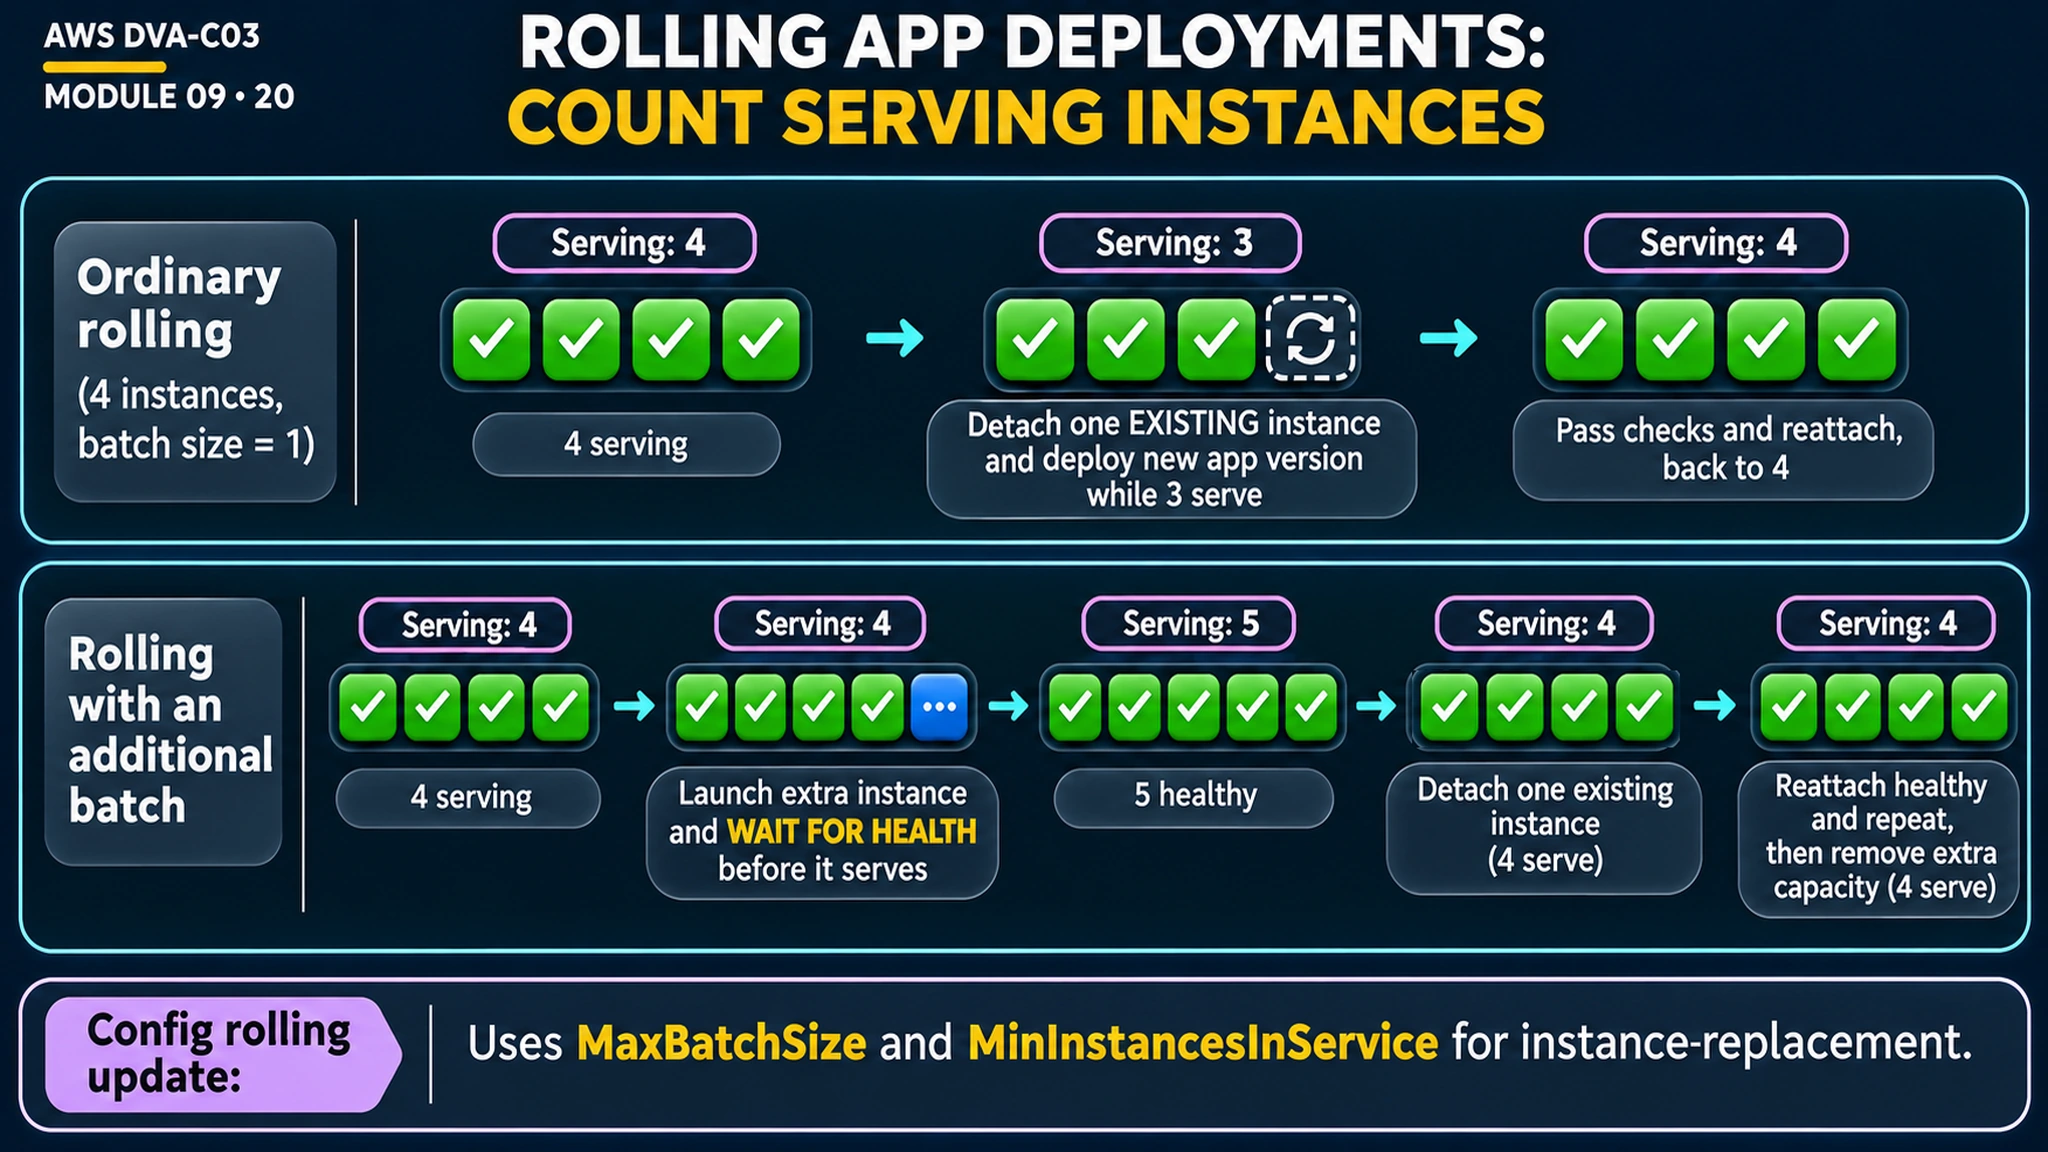 AWS DVA-C03
MODULE 09 • 20
ROLLING APP DEPLOYMENTS:
COUNT SERVING INSTANCES
Ordinary
rolling
(4 instances,
batch size = 1)
Serving: 4
4 serving
Serving: 3
Detach one EXISTING instance
and deploy new app version
while 3 serve
Serving: 4
Pass checks and reattach,
back to 4
Rolling
with an
additional
batch
Serving: 4
4 serving
Serving: 4
Launch extra instance
and WAIT FOR HEALTH
before it serves
Serving: 5
5 healthy
Serving: 4
Detach one existing
instance
(4 serve)
Serving: 4
Reattach healthy
and repeat,
then remove extra
capacity (4 serve)
Config rolling
update:
Uses MaxBatchSize and MinInstancesInService for instance-replacement.